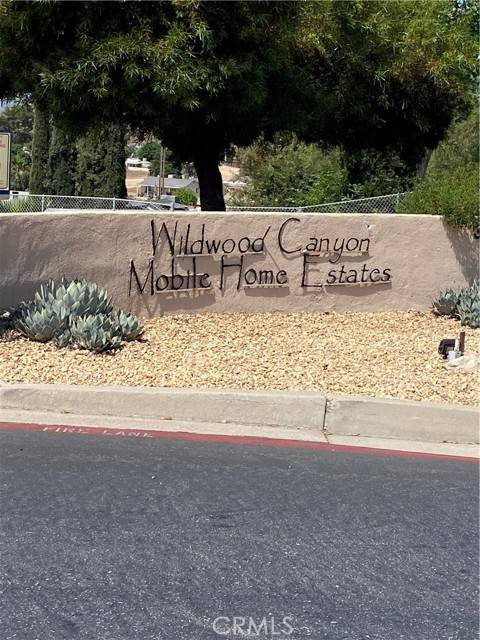 Wildwood Canyon
Mobile Home Estates
FIRE LANE
CRMLS